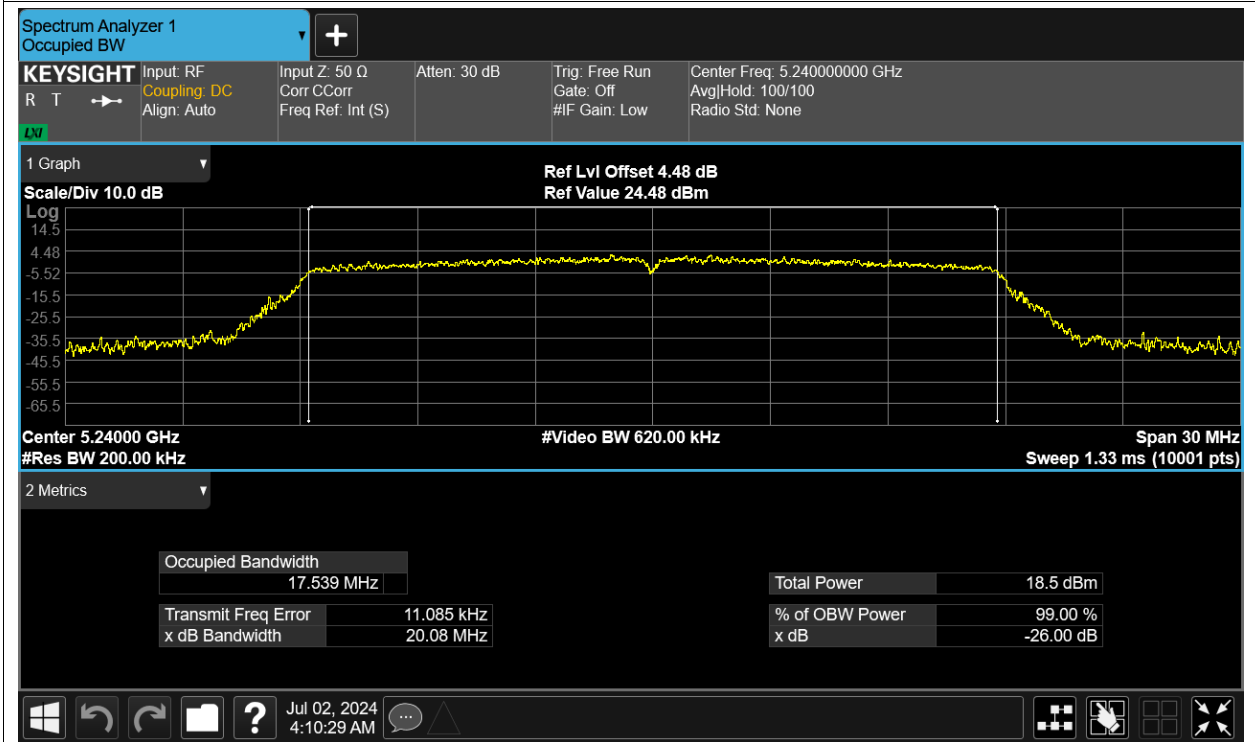 Spectrum Analyzer 1
Occupied BW
KEYSIGHT
R T
LXI
Input: RF
Coupling: DC
Align: Auto
Input Z: 50 Ω
Corr CCorr
Freq Ref: Int (S)
Atten: 30 dB
Trig: Free Run
Gate: Off
#IF Gain: Low
Center Freq: 5.240000000 GHz
Avg|Hold: 100/100
Radio Std: None
1 Graph
Scale/Div 10.0 dB
Ref Lvl Offset 4.48 dB
Ref Value 24.48 dBm
Log
14.5
4.48
-5.52
-15.5
-25.5
-35.5
-45.5
-55.5
-65.5
Center 5.24000 GHz
#Res BW 200.00 kHz
#Video BW 620.00 kHz
Span 30 MHz
Sweep 1.33 ms (10001 pts)
2 Metrics
Occupied Bandwidth
17.539 MHz
Transmit Freq Error 11.085 kHz
x dB Bandwidth 20.08 MHz
Total Power 18.5 dBm
% of OBW Power 99.00 %
x dB -26.00 dB
?
Jul 02, 2024
4:10:29 AM